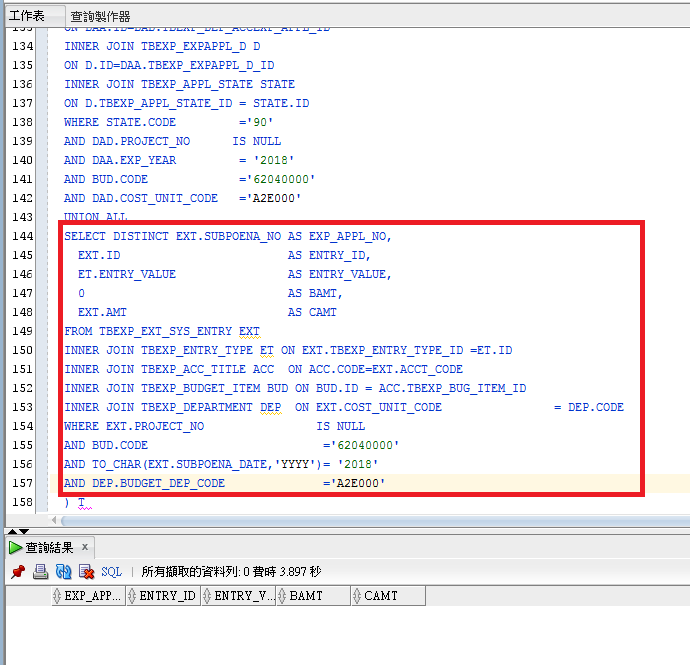 工作表 查詢製作器
133 ON DAA.ID=DAD.TBEXP_DEP_ACCEXP_APPL_ID
134 INNER JOIN TBEXP_EXPAPPL_D D
135 ON D.ID=DAA.TBEXP_EXPAPPL_D_ID
136 INNER JOIN TBEXP_APPL_STATE STATE
137 ON D.TBEXP_APPL_STATE_ID = STATE.ID
138 WHERE STATE.CODE ='90'
139 AND DAD.PROJECT_NO IS NULL
140 AND DAA.EXP_YEAR = '2018'
141 AND BUD.CODE ='62040000'
142 AND DAD.COST_UNIT_CODE ='A2E000'
143 UNION ALL
144 SELECT DISTINCT EXT.SUBPOENA_NO AS EXP_APPL_NO,
145 EXT.ID AS ENTRY_ID,
146 ET.ENTRY_VALUE AS ENTRY_VALUE,
147 0 AS BAMT,
148 EXT.AMT AS CAMT
149 FROM TBEXP_EXT_SYS_ENTRY EXT
150 INNER JOIN TBEXP_ENTRY_TYPE ET ON EXT.TBEXP_ENTRY_TYPE_ID =ET.ID
151 INNER JOIN TBEXP_ACC_TITLE ACC ON ACC.CODE=EXT.ACCT_CODE
152 INNER JOIN TBEXP_BUDGET_ITEM BUD ON BUD.ID = ACC.TBEXP_BUG_ITEM_ID
153 INNER JOIN TBEXP_DEPARTMENT DEP ON EXT.COST_UNIT_CODE = DEP.CODE
154 WHERE EXT.PROJECT_NO IS NULL
155 AND BUD.CODE ='62040000'
156 AND TO_CHAR(EXT.SUBPOENA_DATE,'YYYY')= '2018'
157 AND DEP.BUDGET_DEP_CODE ='A2E000'
158 ) T
查詢結果 x
SQL | 所有擷取的資料列: 0 費時 3.897 秒
EXP_APP... ENTRY_ID ENTRY_V... BAMT CAMT